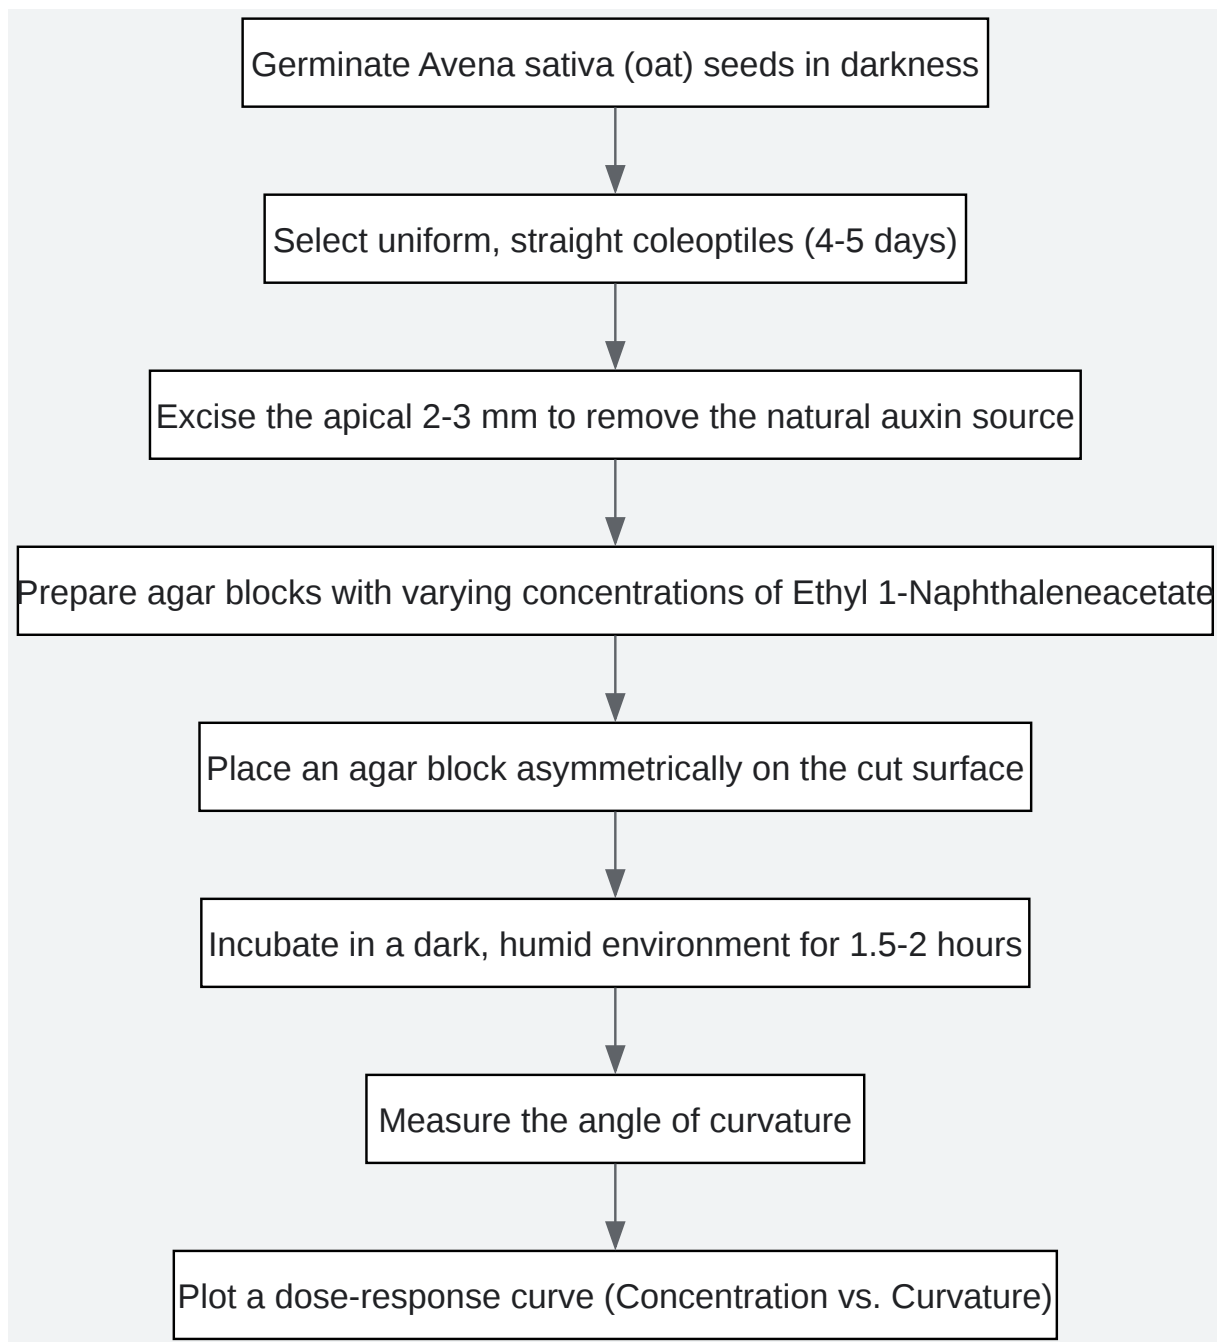 Germinate Avena sativa (oat) seeds in darkness
Select uniform, straight coleoptiles (4-5 days)
Excise the apical 2-3 mm to remove the natural auxin source
Prepare agar blocks with varying concentrations of Ethyl 1-Naphthaleneacetate
Place an agar block asymmetrically on the cut surface
Incubate in a dark, humid environment for 1.5-2 hours
Measure the angle of curvature
Plot a dose-response curve (Concentration vs. Curvature)